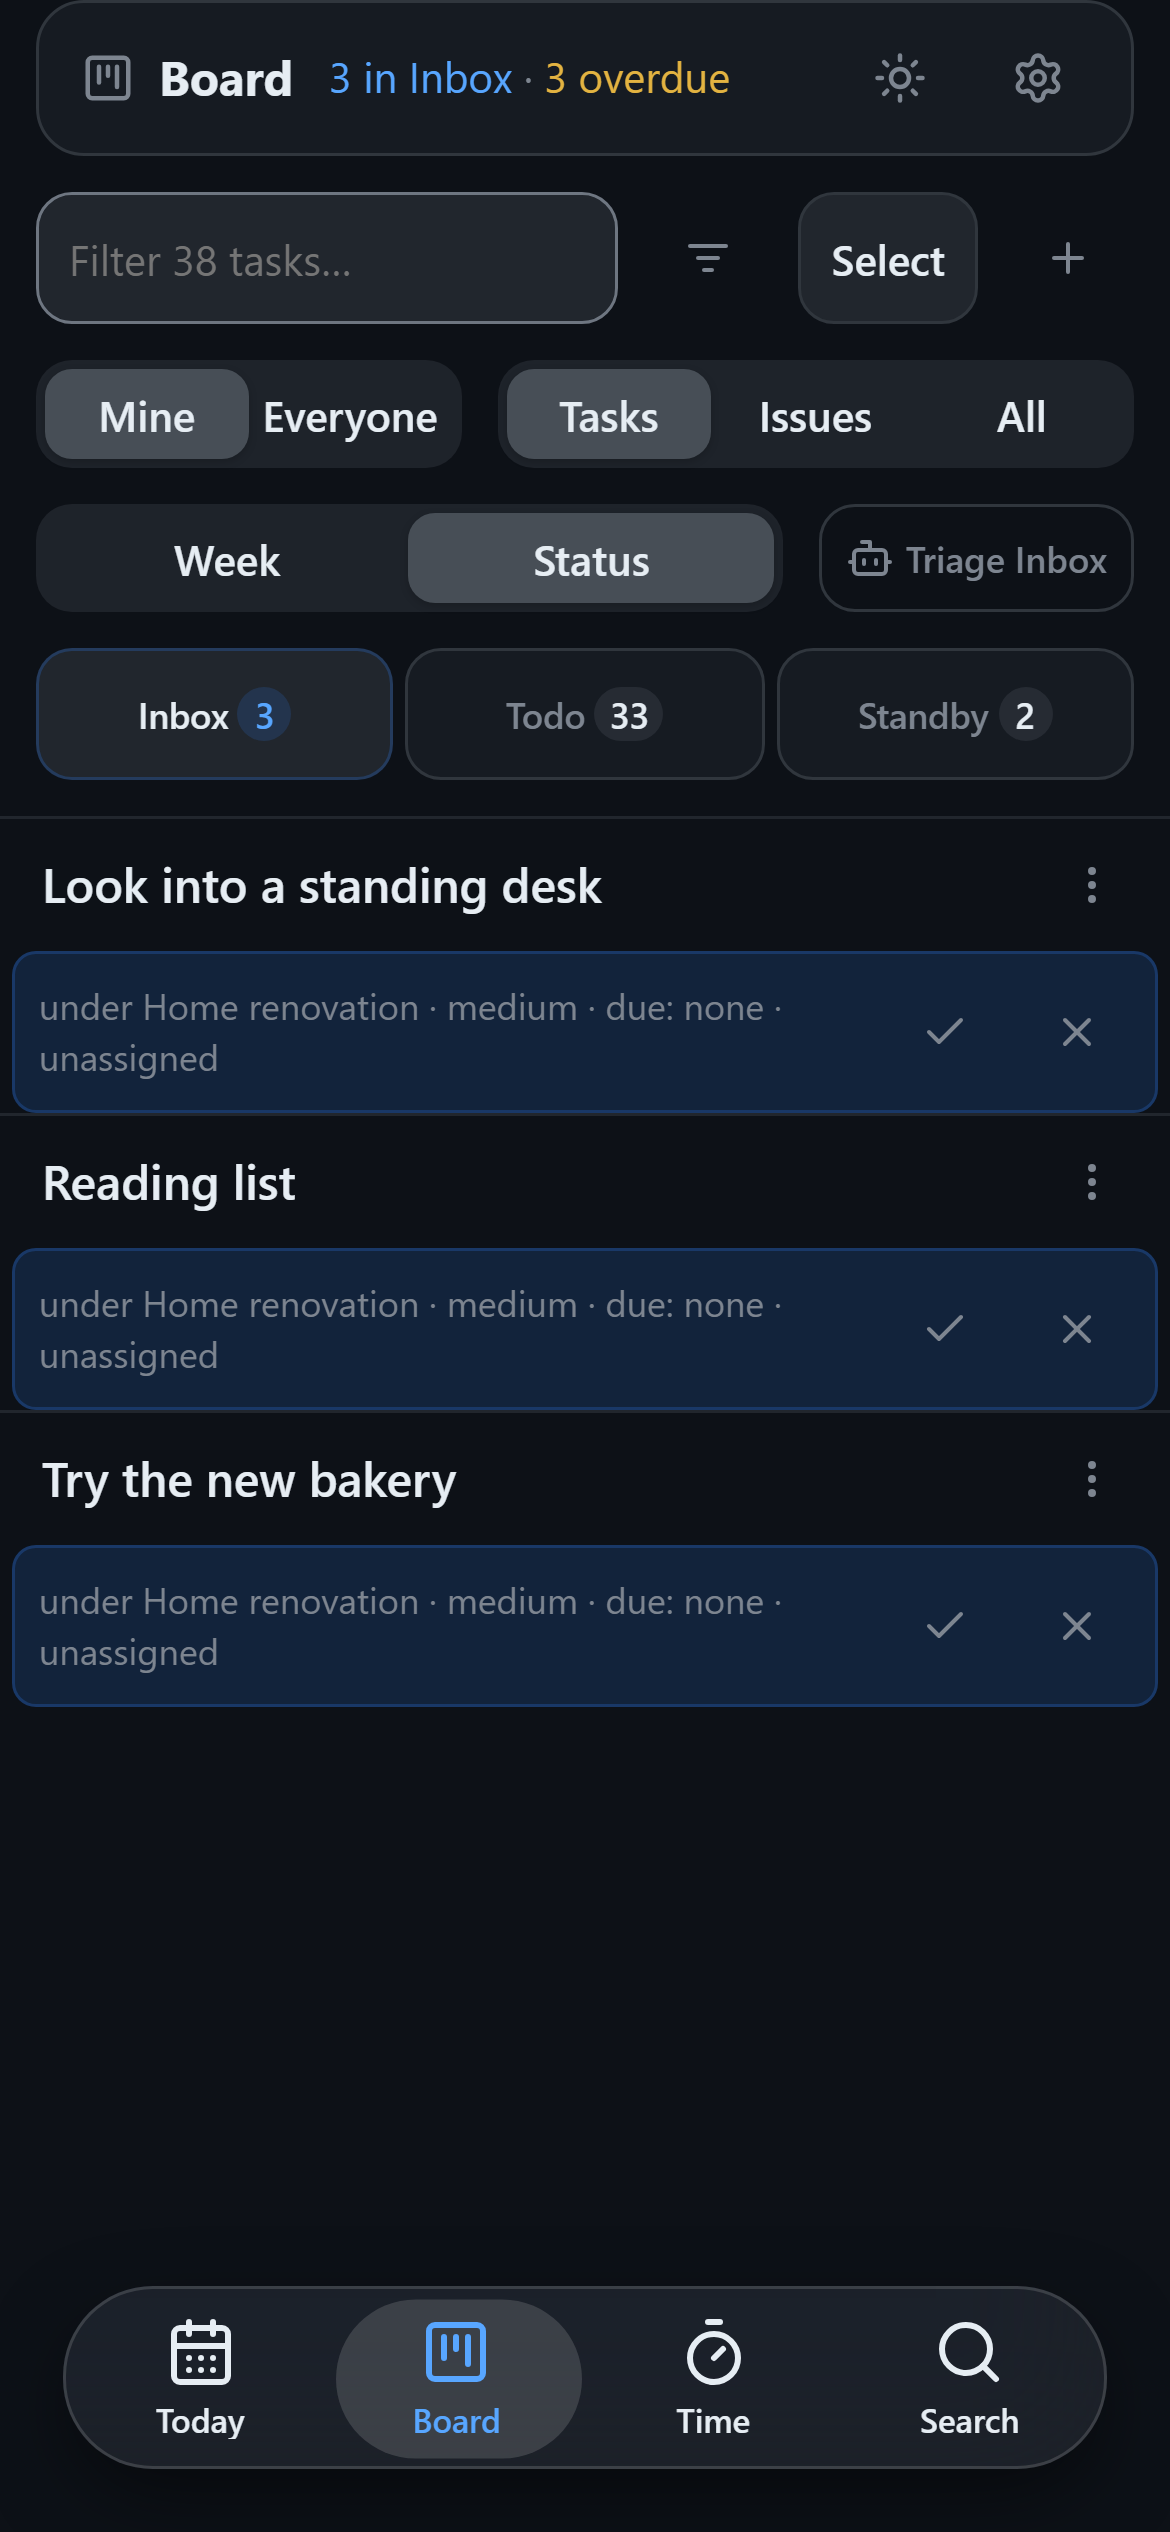 Board 3 in Inbox · 3 overdue
Filter 38 tasks...
Select
Mine Everyone Tasks Issues All
Week Status Triage Inbox
Inbox 3 Todo 33 Standby 2
Look into a standing desk
under Home renovation · medium · due: none ·
unassigned
Reading list
under Home renovation · medium · due: none ·
unassigned
Try the new bakery
under Home renovation · medium · due: none ·
unassigned
Today Board Time Search